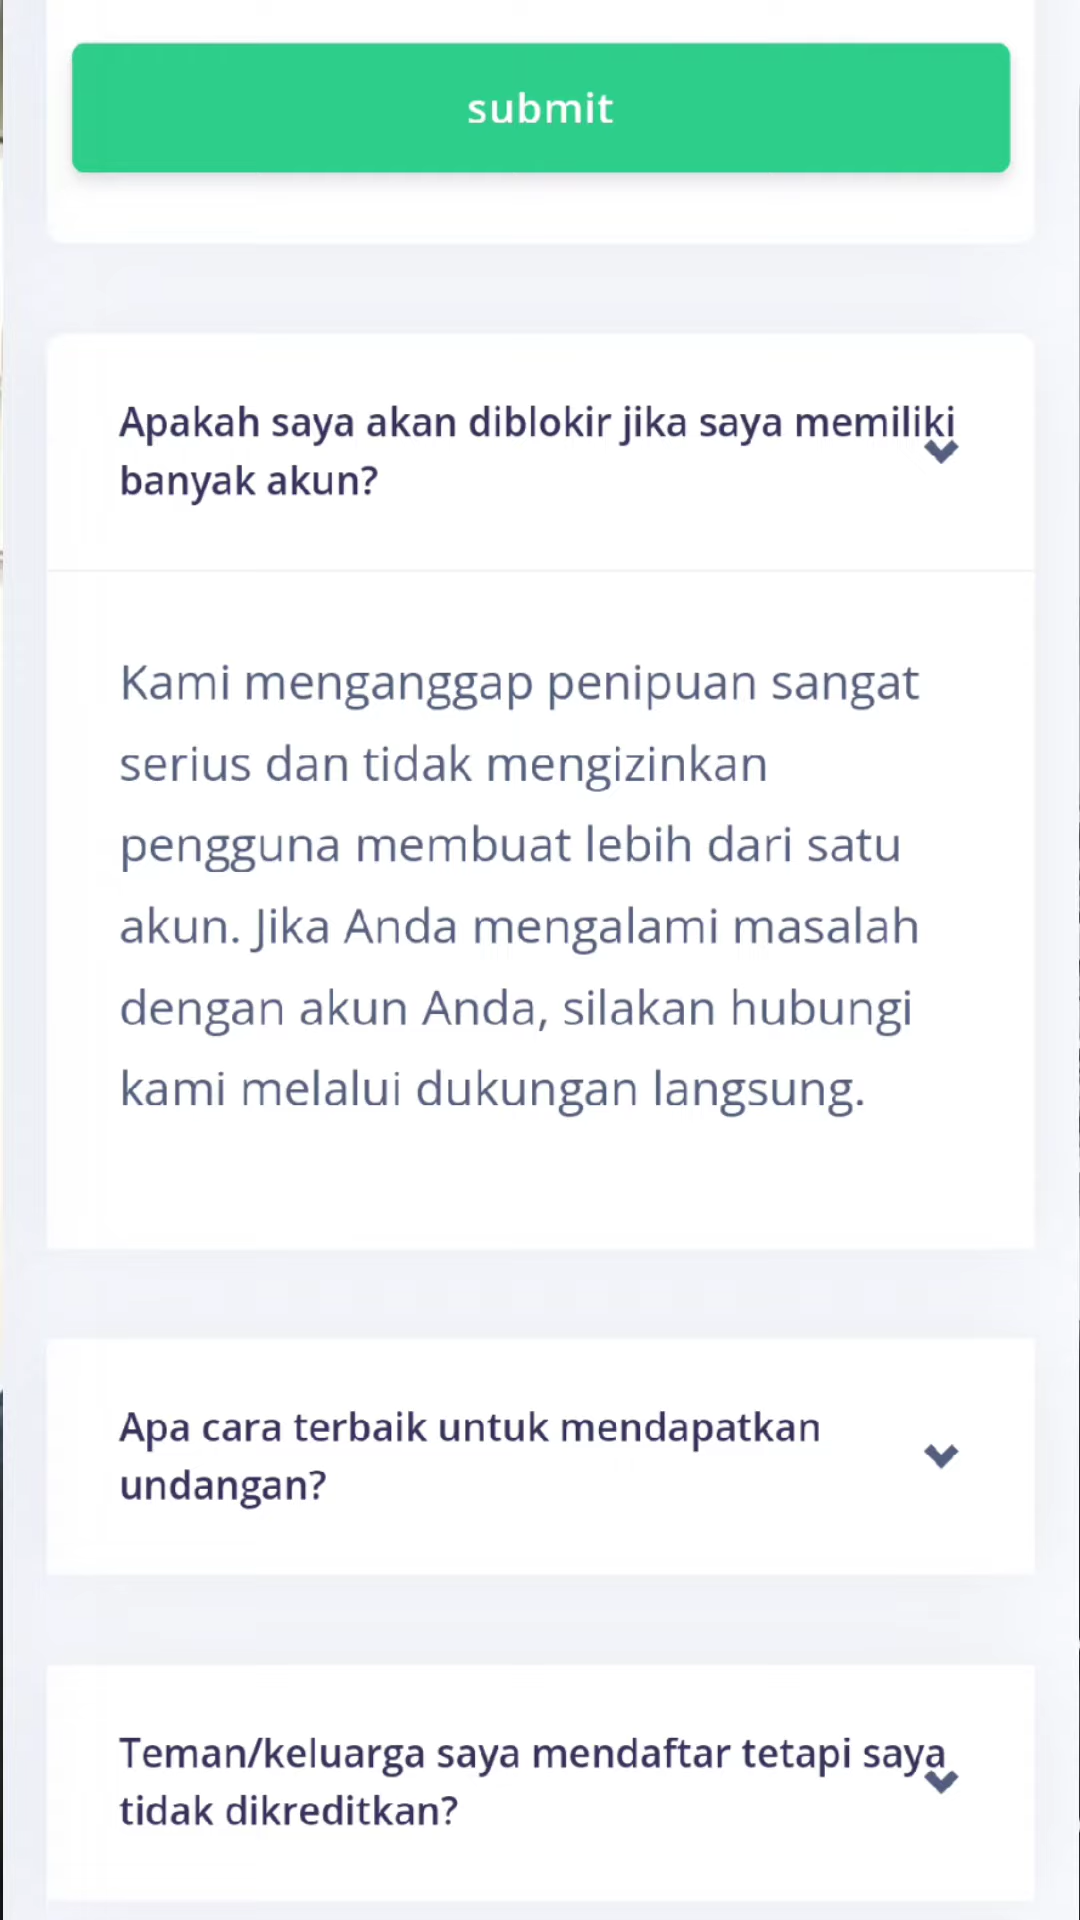 submit
Apakah saya akan diblokir jika saya memiliki
banyak akun?
Kami menganggap penipuan sangat
serius dan tidak mengizinkan
pengguna membuat lebih dari satu
akun. Jika Anda mengalami masalah
dengan akun Anda, silakan hubungi
kami melalui dukungan langsung.
Apa cara terbaik untuk mendapatkan
undangan?
Teman/keluarga saya mendaftar tetapi saya
tidak dikreditkan?